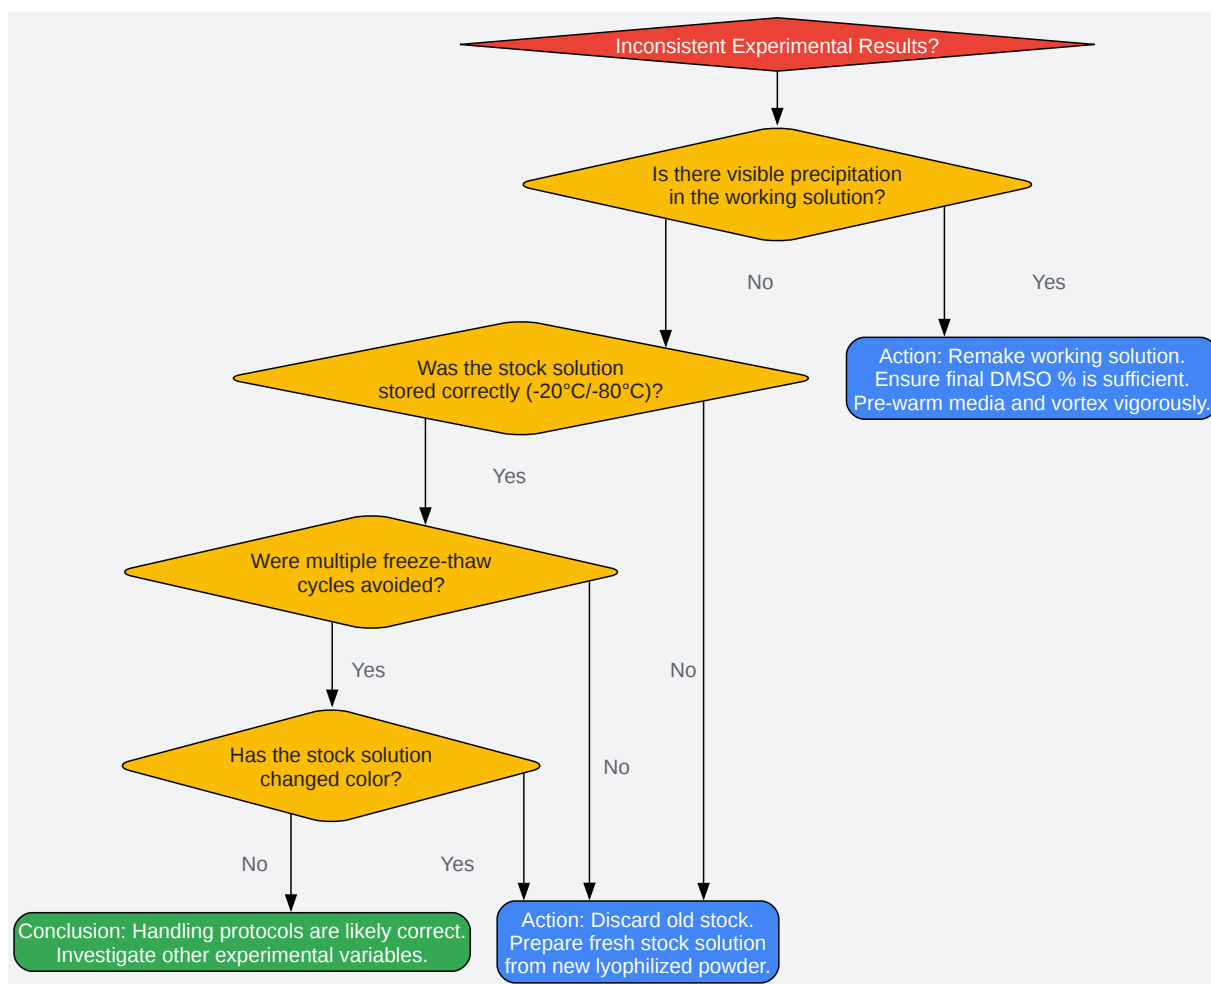 Inconsistent Experimental Results?
Is there visible precipitation
in the working solution?
No
Yes
Was the stock solution
stored correctly (-20°C/-80°C)?
Action: Remake working solution.
Ensure final DMSO % is sufficient.
Pre-warm media and vortex vigorously.
Yes
Were multiple freeze-thaw
cycles avoided?
Yes
No
Has the stock solution
changed color?
No
No
Yes
Conclusion: Handling protocols are likely correct.
Investigate other experimental variables.
Action: Discard old stock.
Prepare fresh stock solution
from new lyophilized powder.